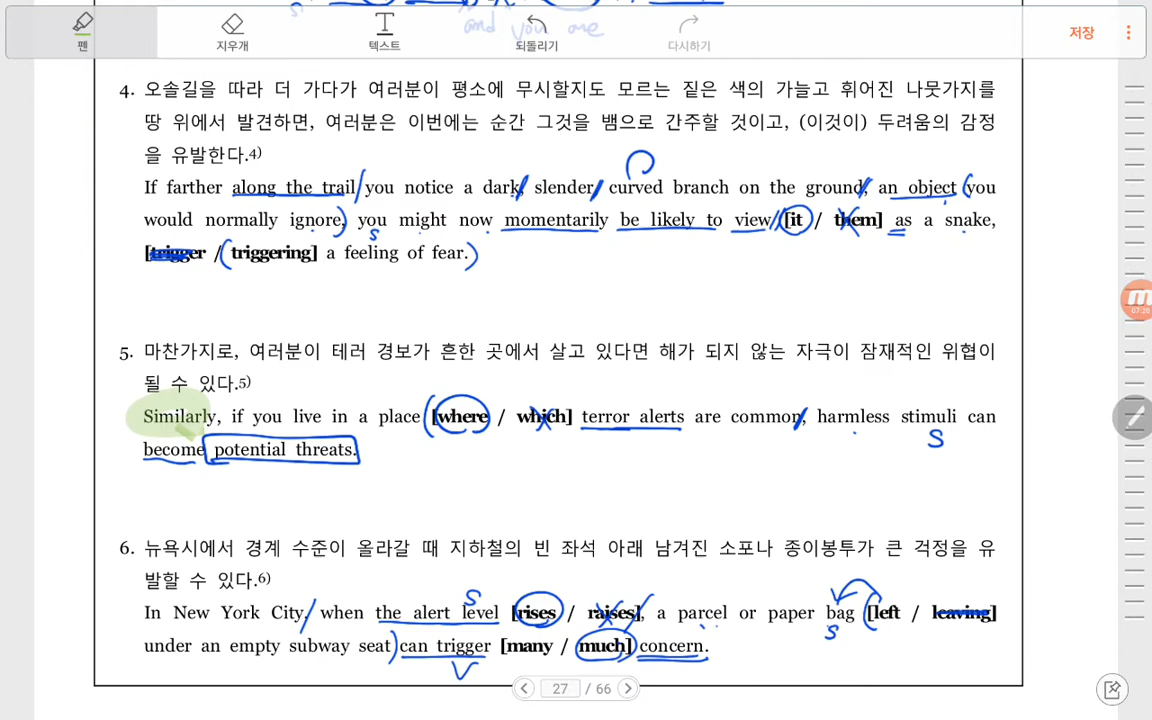 and you are
펜 지우개 텍스트 되돌리기 다시하기 저장
4. 오솔길을 따라 더 가다가 여러분이 평소에 무시할지도 모르는 짙은 색의 가늘고 휘어진 나뭇가지를
땅 위에서 발견하면, 여러분은 이번에는 순간 그것을 뱀으로 간주할 것이고, (이것이) 두려움의 감정
을 유발한다.4)
If farther along the trail you notice a dark, slender, curved branch on the ground, an object you
would normally ignore, you might now momentarily be likely to view [it / them] as a snake,
s
[trigger / triggering] a feeling of fear.
07:20
5. 마찬가지로, 여러분이 테러 경보가 흔한 곳에서 살고 있다면 해가 되지 않는 자극이 잠재적인 위협이
될 수 있다.5)
Similarly, if you live in a place [where / which] terror alerts are common, harmless stimuli can
S
become potential threats.
6. 뉴욕시에서 경계 수준이 올라갈 때 지하철의 빈 좌석 아래 남겨진 소포나 종이봉투가 큰 걱정을 유
발할 수 있다.6)
S
In New York City, when the alert level [rises / raises], a parcel or paper bag [left / leaving]
S
under an empty subway seat can trigger [many / much] concern.
V
27 / 66